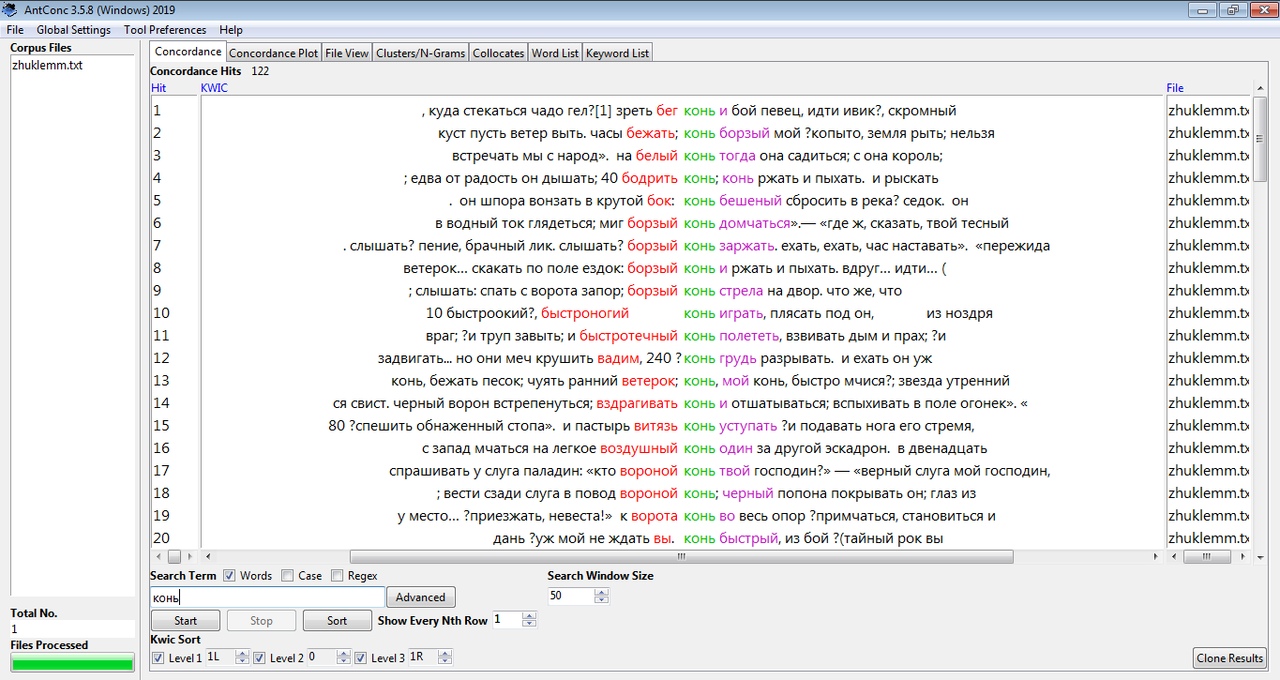 AntConc 3.5.8 (Windows) 2019
File Global Settings Tool Preferences Help
Corpus Files
zhuklemm.txt
Concordance Concordance Plot File View Clusters/N-Grams Collocates Word List Keyword List
Concordance Hits 122
Hit KWIC File
1 , куда стекаться чадо гел?[1] зреть бег конь и бой певец, идти ивик?, скромный zhuklemm.tx
2 куст пусть ветер выть. часы бежать; конь борзый мой ?копыто, земля рыть; нельзя zhuklemm.tx
3 встречать мы с народ». на белый конь тогда она садиться; с она король; zhuklemm.tx
4 ; едва от радость он дышать; 40 бодрить конь; конь ржать и пыхать. и рыскать zhuklemm.tx
5 . он шпора вонзать в крутой бок: конь бешеный сбросить в река? седок. он zhuklemm.tx
6 в водный ток глядеться; миг борзый конь домчаться».— «где ж, сказать, твой тесный zhuklemm.tx
7 . слышать? пение, брачный лик. слышать? борзый конь заржать. ехать, ехать, час наставать». «пережида zhuklemm.tx
8 ветерок... скакать по поле ездок: борзый конь и ржать и пыхать. вдруг... идти... ( zhuklemm.tx
9 ; слышать: спать с ворота запор; борзый конь стрела на двор. что же, что zhuklemm.tx
10 10 быстроокий?, быстроногий конь играть, плясать под он, из ноздря zhuklemm.tx
11 враг; ?и труп завыть; и быстротечный конь полететь, взвивать дым и прах; ?и zhuklemm.tx
12 задвигать... но они меч крушить вадим, 240 ? конь грудь разрывать. и ехать он уж zhuklemm.tx
13 конь, бежать песок; чуять ранний ветерок; конь, мой конь, быстро мчися?; звезда утренний zhuklemm.tx
14 ся свист. черный ворон встрепенуться; вздрагивать конь и отшатываться; вспыхивать в поле огонек». « zhuklemm.tx
15 80 ?спешить обнаженный стопа». и пастырь витязь конь уступать ?и подавать нога его стремя, zhuklemm.tx
16 с запад мчаться на легкое воздушный конь один за другой эскадрон. в двенадцать zhuklemm.tx
17 спрашивать у слуга паладин: «кто вороной конь твой господин?» — «верный слуга мой господин, zhuklemm.tx
18 ; вести сзади слуга в повод вороной конь; черный попона покрывать он; глаз из zhuklemm.tx
19 у место... ?приезжать, невеста!» к ворота конь во весь опор ?примчаться, становиться и zhuklemm.tx
20 дань ?уж мой не ждать вы. конь быстрый, из бой ?(тайный рок вы zhuklemm.tx
Search Term Words Case Regex Search Window Size
конь Advanced 50
Start Stop Sort Show Every Nth Row 1
Kwic Sort
Level 1 1L Level 2 0 Level 3 1R Clone Results
Total No.
1
Files Processed